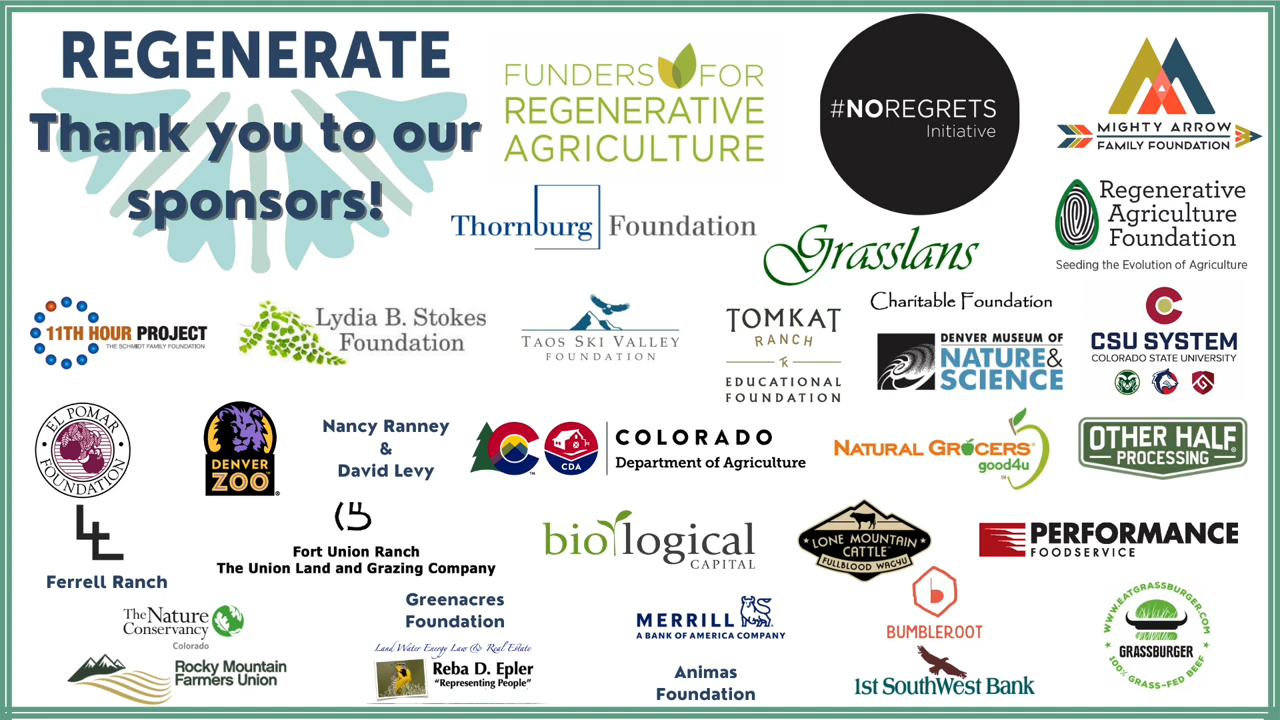 REGENERATE
Thank you to our
sponsors!
FUNDERS FOR
REGENERATIVE
AGRICULTURE
#NOREGRETS
Initiative
MIGHTY ARROW
FAMILY FOUNDATION
Thornburg Foundation
Grasslans
Charitable Foundation
Regenerative
Agriculture
Foundation
Seeding the Evolution of Agriculture
11TH HOUR PROJECT
THE SCHMIDT FAMILY FOUNDATION
Lydia B. Stokes
Foundation
TAOS SKI VALLEY
FOUNDATION
TOMKAT
RANCH
TK
EDUCATIONAL
FOUNDATION
DENVER MUSEUM OF
NATURE &
SCIENCE
C
CSU SYSTEM
COLORADO STATE UNIVERSITY
EL POMAR
FOUNDATION
DENVER
ZOO
Nancy Ranney
&
David Levy
CDA
COLORADO
Department of Agriculture
NATURAL GROCERS
good4u
OTHER HALF
PROCESSING
Ferrell Ranch
Fort Union Ranch
The Union Land and Grazing Company
biological
CAPITAL
LONE MOUNTAIN
CATTLE
FULLBLOOD WAGYU
PERFORMANCE
FOODSERVICE
The Nature
Conservancy
Colorado
Greenacres
Foundation
MERRILL
A BANK OF AMERICA COMPANY
BUMBLEROOT
WWW.EATGRASSBURGER.COM
GRASSBURGER
100% GRASS-FED BEEF
Rocky Mountain
Farmers Union
Land Water Energy Law & Real Estate
Reba D. Epler
"Representing People"
Animas
Foundation
1st SouthWest Bank